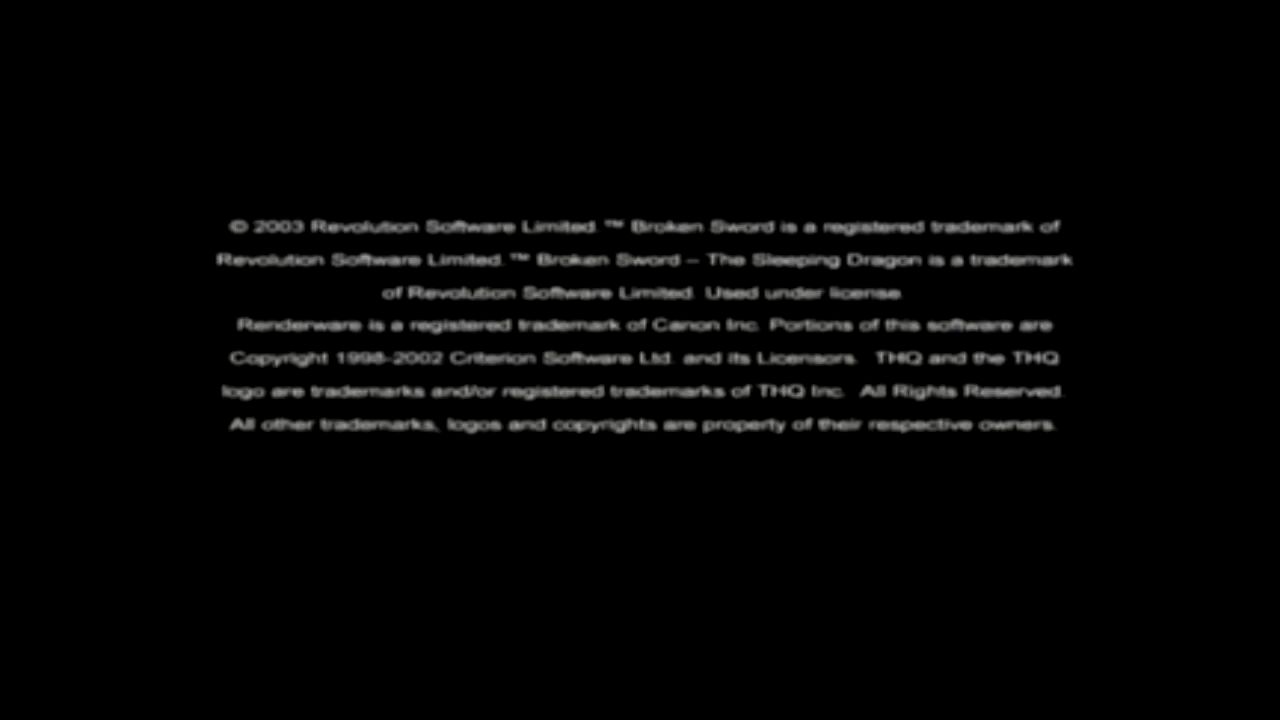 © 2003 Revolution Software Limited.™ Broken Sword is a registered trademark of
Revolution Software Limited.™ Broken Sword – The Sleeping Dragon is a trademark
of Revolution Software Limited. Used under license.
Renderware is a registered trademark of Canon Inc. Portions of this software are
Copyright 1998-2002 Criterion Software Ltd. and its Licensors.  THQ and the THQ
logo are trademarks and/or registered trademarks of THQ Inc.  All Rights Reserved.
All other trademarks, logos and copyrights are property of their respective owners.